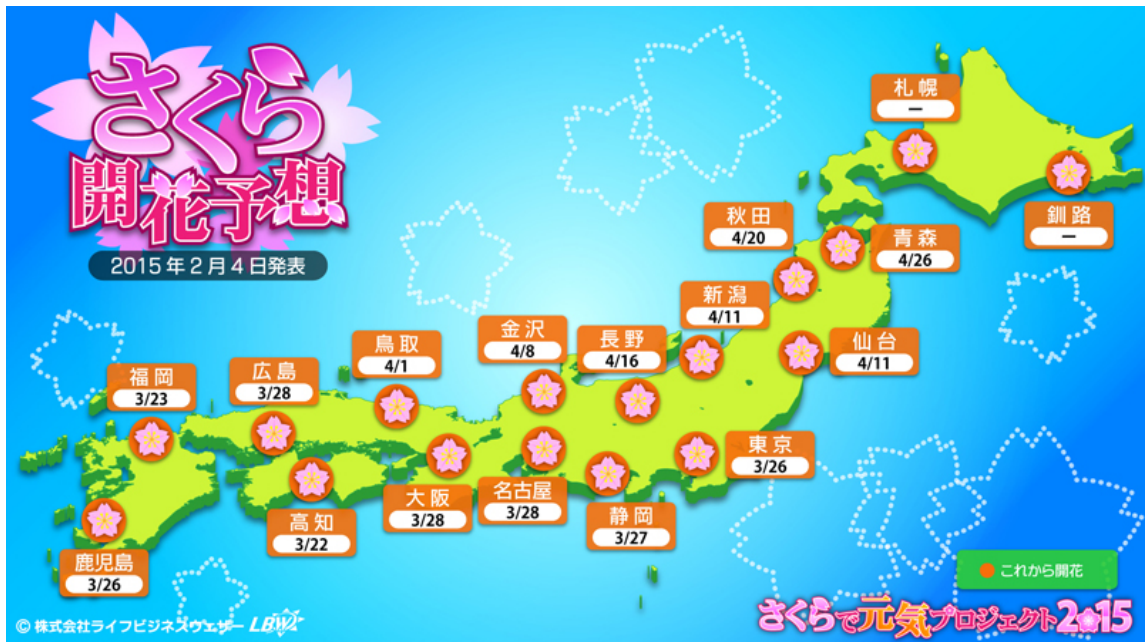 さくら
開花予想
2015年2月4日発表
札幌
ー
釧路
ー
秋田
4/20
青森
4/26
新潟
4/11
仙台
4/11
金沢
4/8
長野
4/16
鳥取
4/1
広島
3/28
福岡
3/23
東京
3/26
大阪
3/28
名古屋
3/28
静岡
3/27
高知
3/22
鹿児島
3/26
これから開花
さくらで元気プロジェクト2015
© 株式会社ライフビジネスウェザー LBW